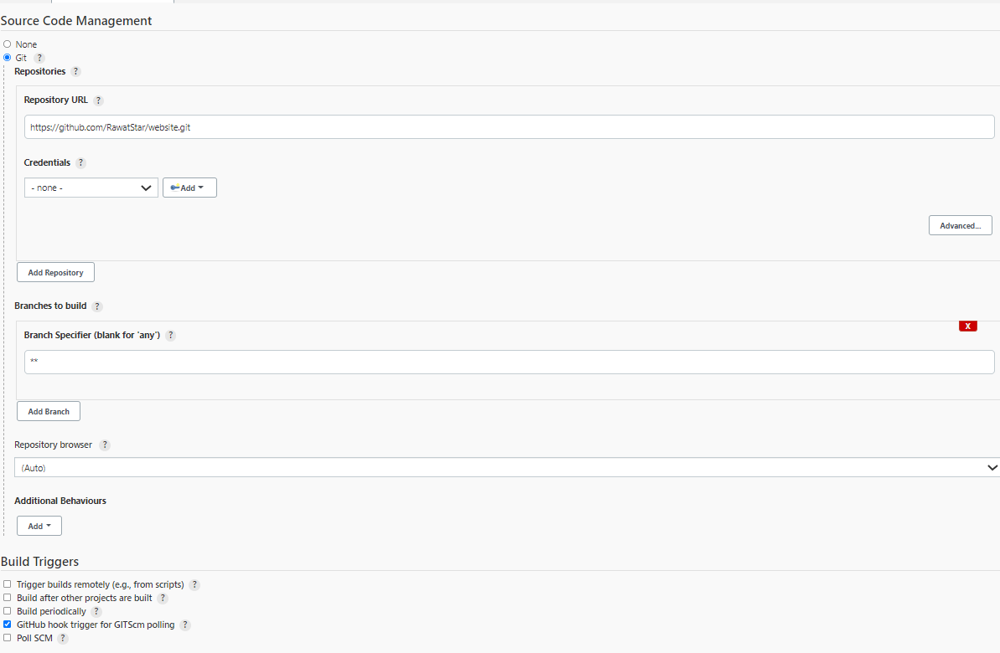 Source Code Management
None
Git ?
Repositories ?
Repository URL ?
https://github.com/RawatStar/website.git
Credentials ?
- none - Add
Advanced...
Add Repository
Branches to build ?
X
Branch Specifier (blank for 'any') ?
**
Add Branch
Repository browser ?
(Auto)
Additional Behaviours
Add
Build Triggers
Trigger builds remotely (e.g., from scripts) ?
Build after other projects are built ?
Build periodically ?
GitHub hook trigger for GITScm polling ?
Poll SCM ?